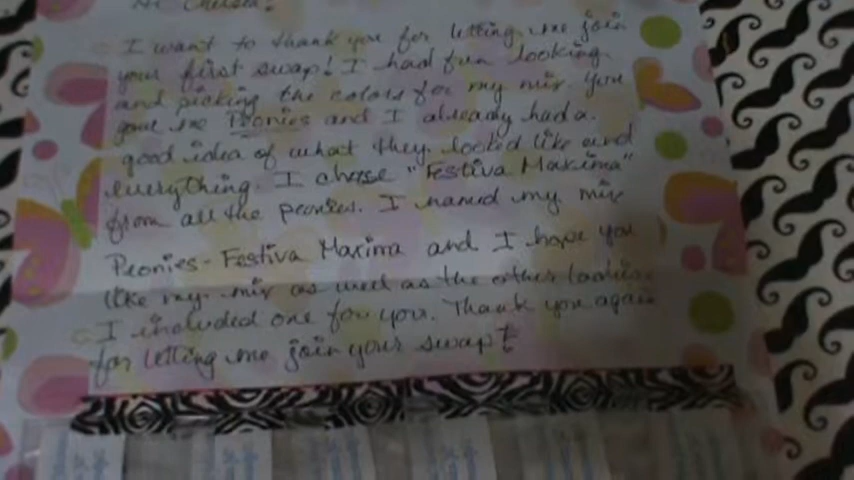 Hi Chelsea!
I want to thank you for letting me join
your first swap! I had fun looking
and picking the colors for my mix. You
gave me Peonies and I already had a
good idea of what they looked like and
everything. I chose "Festiva Maxima"
from all the peonies. I named my mix
Peonies - Festiva Maxima and I hope you
like my mix as well as the other ladies.
I included one for you. Thank you again
for letting me join your swap!